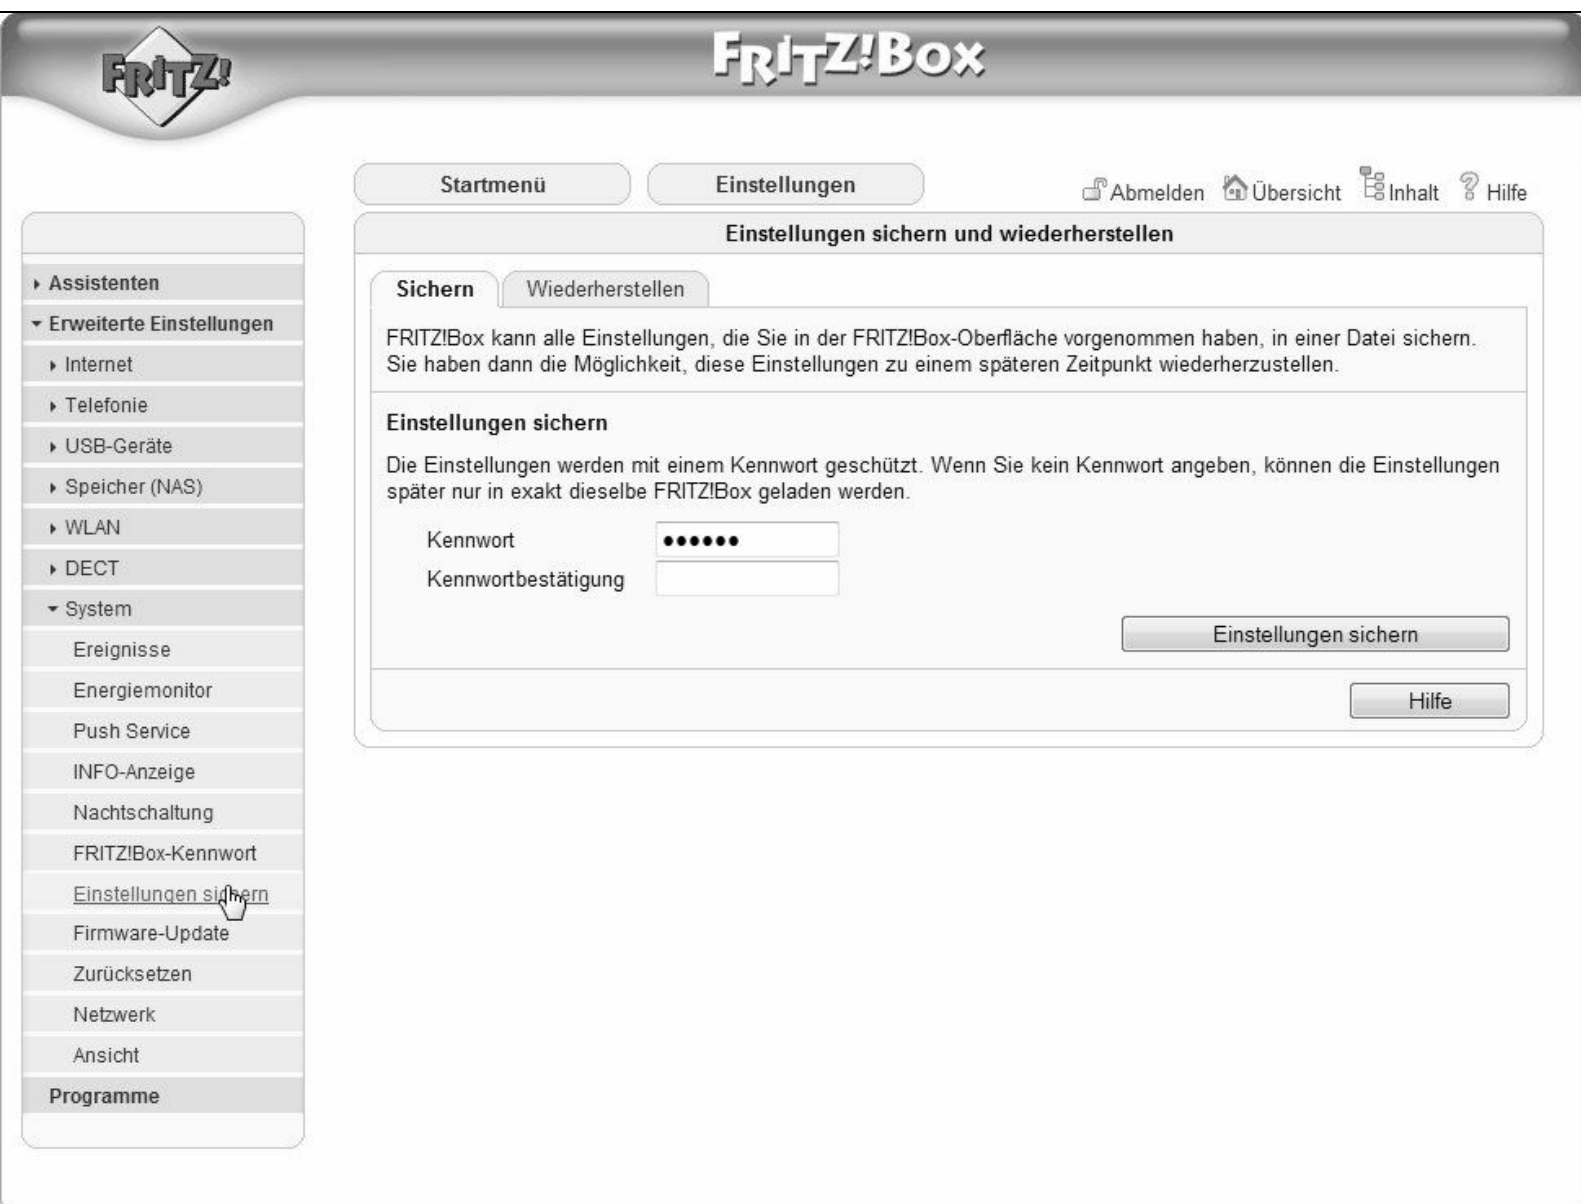 FRITZ!
FRITZ!Box
Startmenü
Einstellungen
Abmelden
Übersicht
Inhalt
Hilfe
Assistenten
Erweiterte Einstellungen
Internet
Telefonie
USB-Geräte
Speicher (NAS)
WLAN
DECT
System
Ereignisse
Energiemonitor
Push Service
INFO-Anzeige
Nachtschaltung
FRITZ!Box-Kennwort
Einstellungen sichern
Firmware-Update
Zurücksetzen
Netzwerk
Ansicht
Programme
Einstellungen sichern und wiederherstellen
Sichern
Wiederherstellen
FRITZ!Box kann alle Einstellungen, die Sie in der FRITZ!Box-Oberfläche vorgenommen haben, in einer Datei sichern.
Sie haben dann die Möglichkeit, diese Einstellungen zu einem späteren Zeitpunkt wiederherzustellen.
Einstellungen sichern
Die Einstellungen werden mit einem Kennwort geschützt. Wenn Sie kein Kennwort angeben, können die Einstellungen
später nur in exakt dieselbe FRITZ!Box geladen werden.
Kennwort ●●●●●●
Kennwortbestätigung
Einstellungen sichern
Hilfe